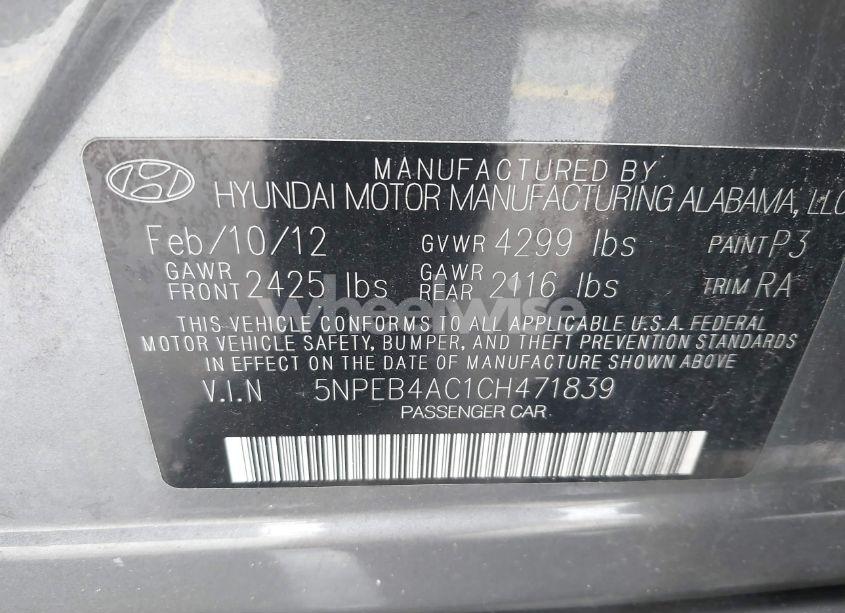 MANUFACTURED BY
HYUNDAI MOTOR MANUFACTURING ALABAMA, LLC
Feb/10/12 GVWR 4299 lbs PAINT P3
GAWR FRONT 2425 lbs GAWR REAR 2116 lbs TRIM RA
wheelwise
THIS VEHICLE CONFORMS TO ALL APPLICABLE U.S.A. FEDERAL
MOTOR VEHICLE SAFETY, BUMPER, AND THEFT PREVENTION STANDARDS
IN EFFECT ON THE DATE OF MANUFACTURE SHOWN ABOVE
V.I.N 5NPEB4AC1CH471839
PASSENGER CAR